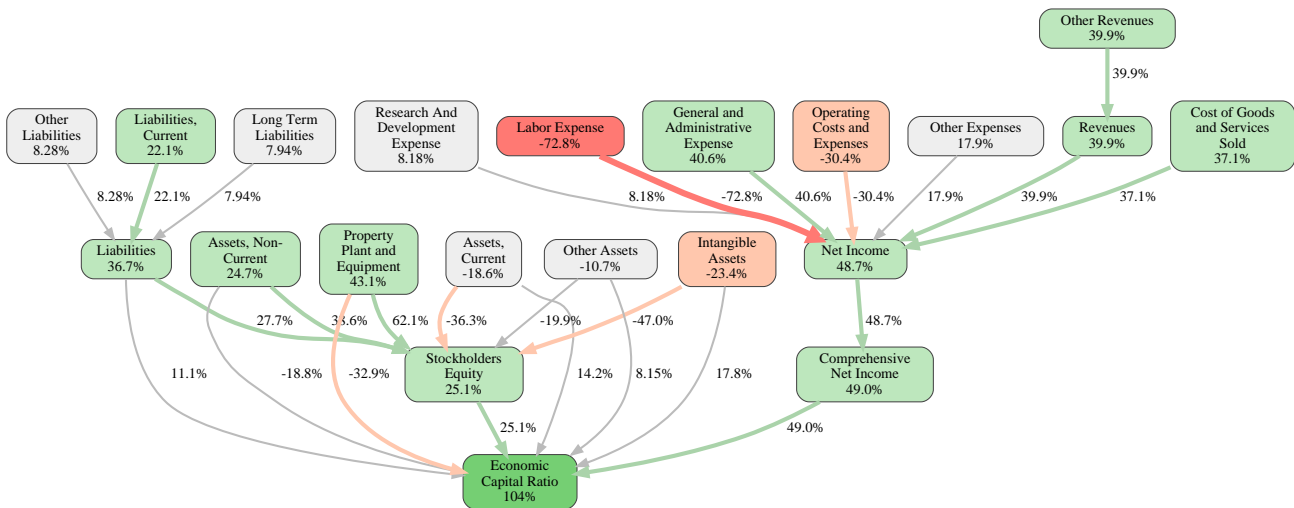 Other Revenues
39.9%
39.9%
Other
Liabilities
8.28%
Liabilities,
Current
22.1%
Long Term
Liabilities
7.94%
Research And
Development
Expense
8.18%
Labor Expense
-72.8%
General and
Administrative
Expense
40.6%
Operating
Costs and
Expenses
-30.4%
Other Expenses
17.9%
Revenues
39.9%
Cost of Goods
and Services
Sold
37.1%
8.28%
22.1%
7.94%
8.18%
-72.8%
40.6%
-30.4%
17.9%
39.9%
37.1%
Liabilities
36.7%
Assets, Non-
Current
24.7%
Property
Plant and
Equipment
43.1%
Assets,
Current
-18.6%
Other Assets
-10.7%
Intangible
Assets
-23.4%
Net Income
48.7%
27.7%
38.6%
62.1%
-36.3%
-19.9%
-47.0%
48.7%
Stockholders
Equity
25.1%
Comprehensive
Net Income
49.0%
11.1%
-18.8%
-32.9%
14.2%
8.15%
17.8%
25.1%
49.0%
Economic
Capital Ratio
104%